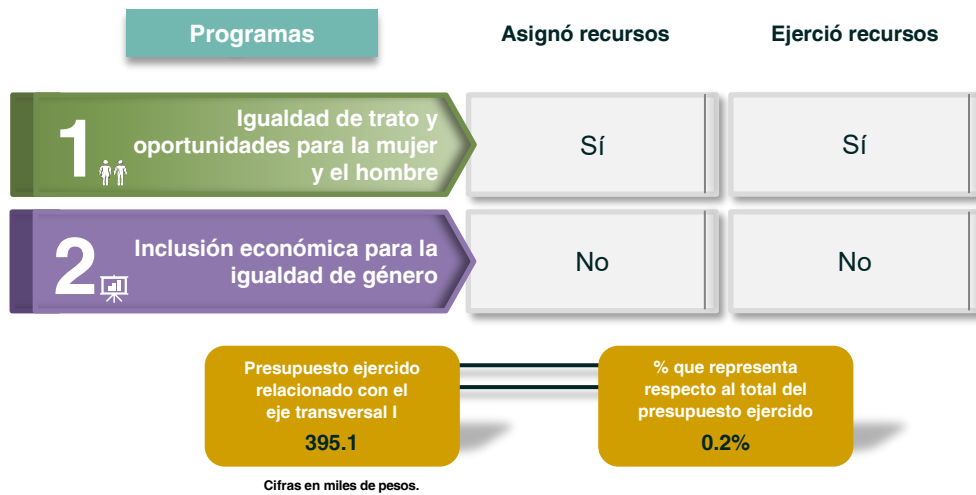 Programas
Asignó recursos
Ejerció recursos
1
Igualdad de trato y
oportunidades para la mujer
y el hombre
Sí
Sí
2
Inclusión económica para la
igualdad de género
No
No
Presupuesto ejercido
relacionado con el
eje transversal I
395.1
% que representa
respecto al total del
presupuesto ejercido
0.2%
Cifras en miles de pesos.